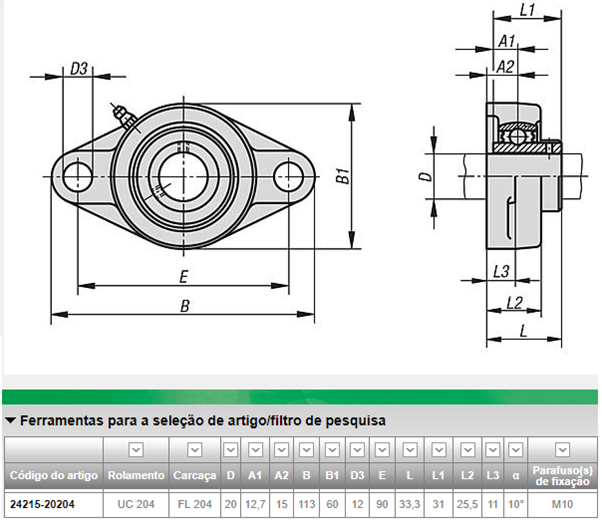 L1
A1
A2
D3
B1
D
E
B
L3
L2
L
Ferramentas para a seleção de artigo/filtro de pesquisa
Código do artigo Rolamento Carcaça D A1 A2 B B1 D3 E L L1 L2 L3 α Parafuso(s) de fixação
24215-20204 UC 204 FL 204 20 12,7 15 113 60 12 90 33,3 31 25,5 11 10° M10